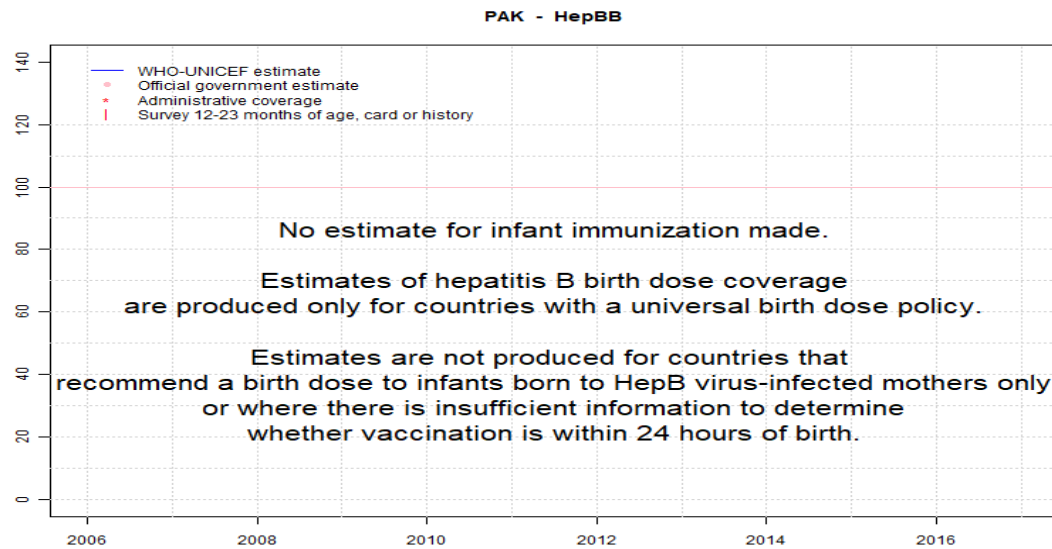 PAK - HepBB
WHO-UNICEF estimate
Official government estimate
Administrative coverage
Survey 12-23 months of age, card or history
No estimate for infant immunization made.
Estimates of hepatitis B birth dose coverage
are produced only for countries with a universal birth dose policy.
Estimates are not produced for countries that
recommend a birth dose to infants born to HepB virus-infected mothers only
or where there is insufficient information to determine
whether vaccination is within 24 hours of birth.
140
120
100
80
60
40
20
0
2006 2008 2010 2012 2014 2016